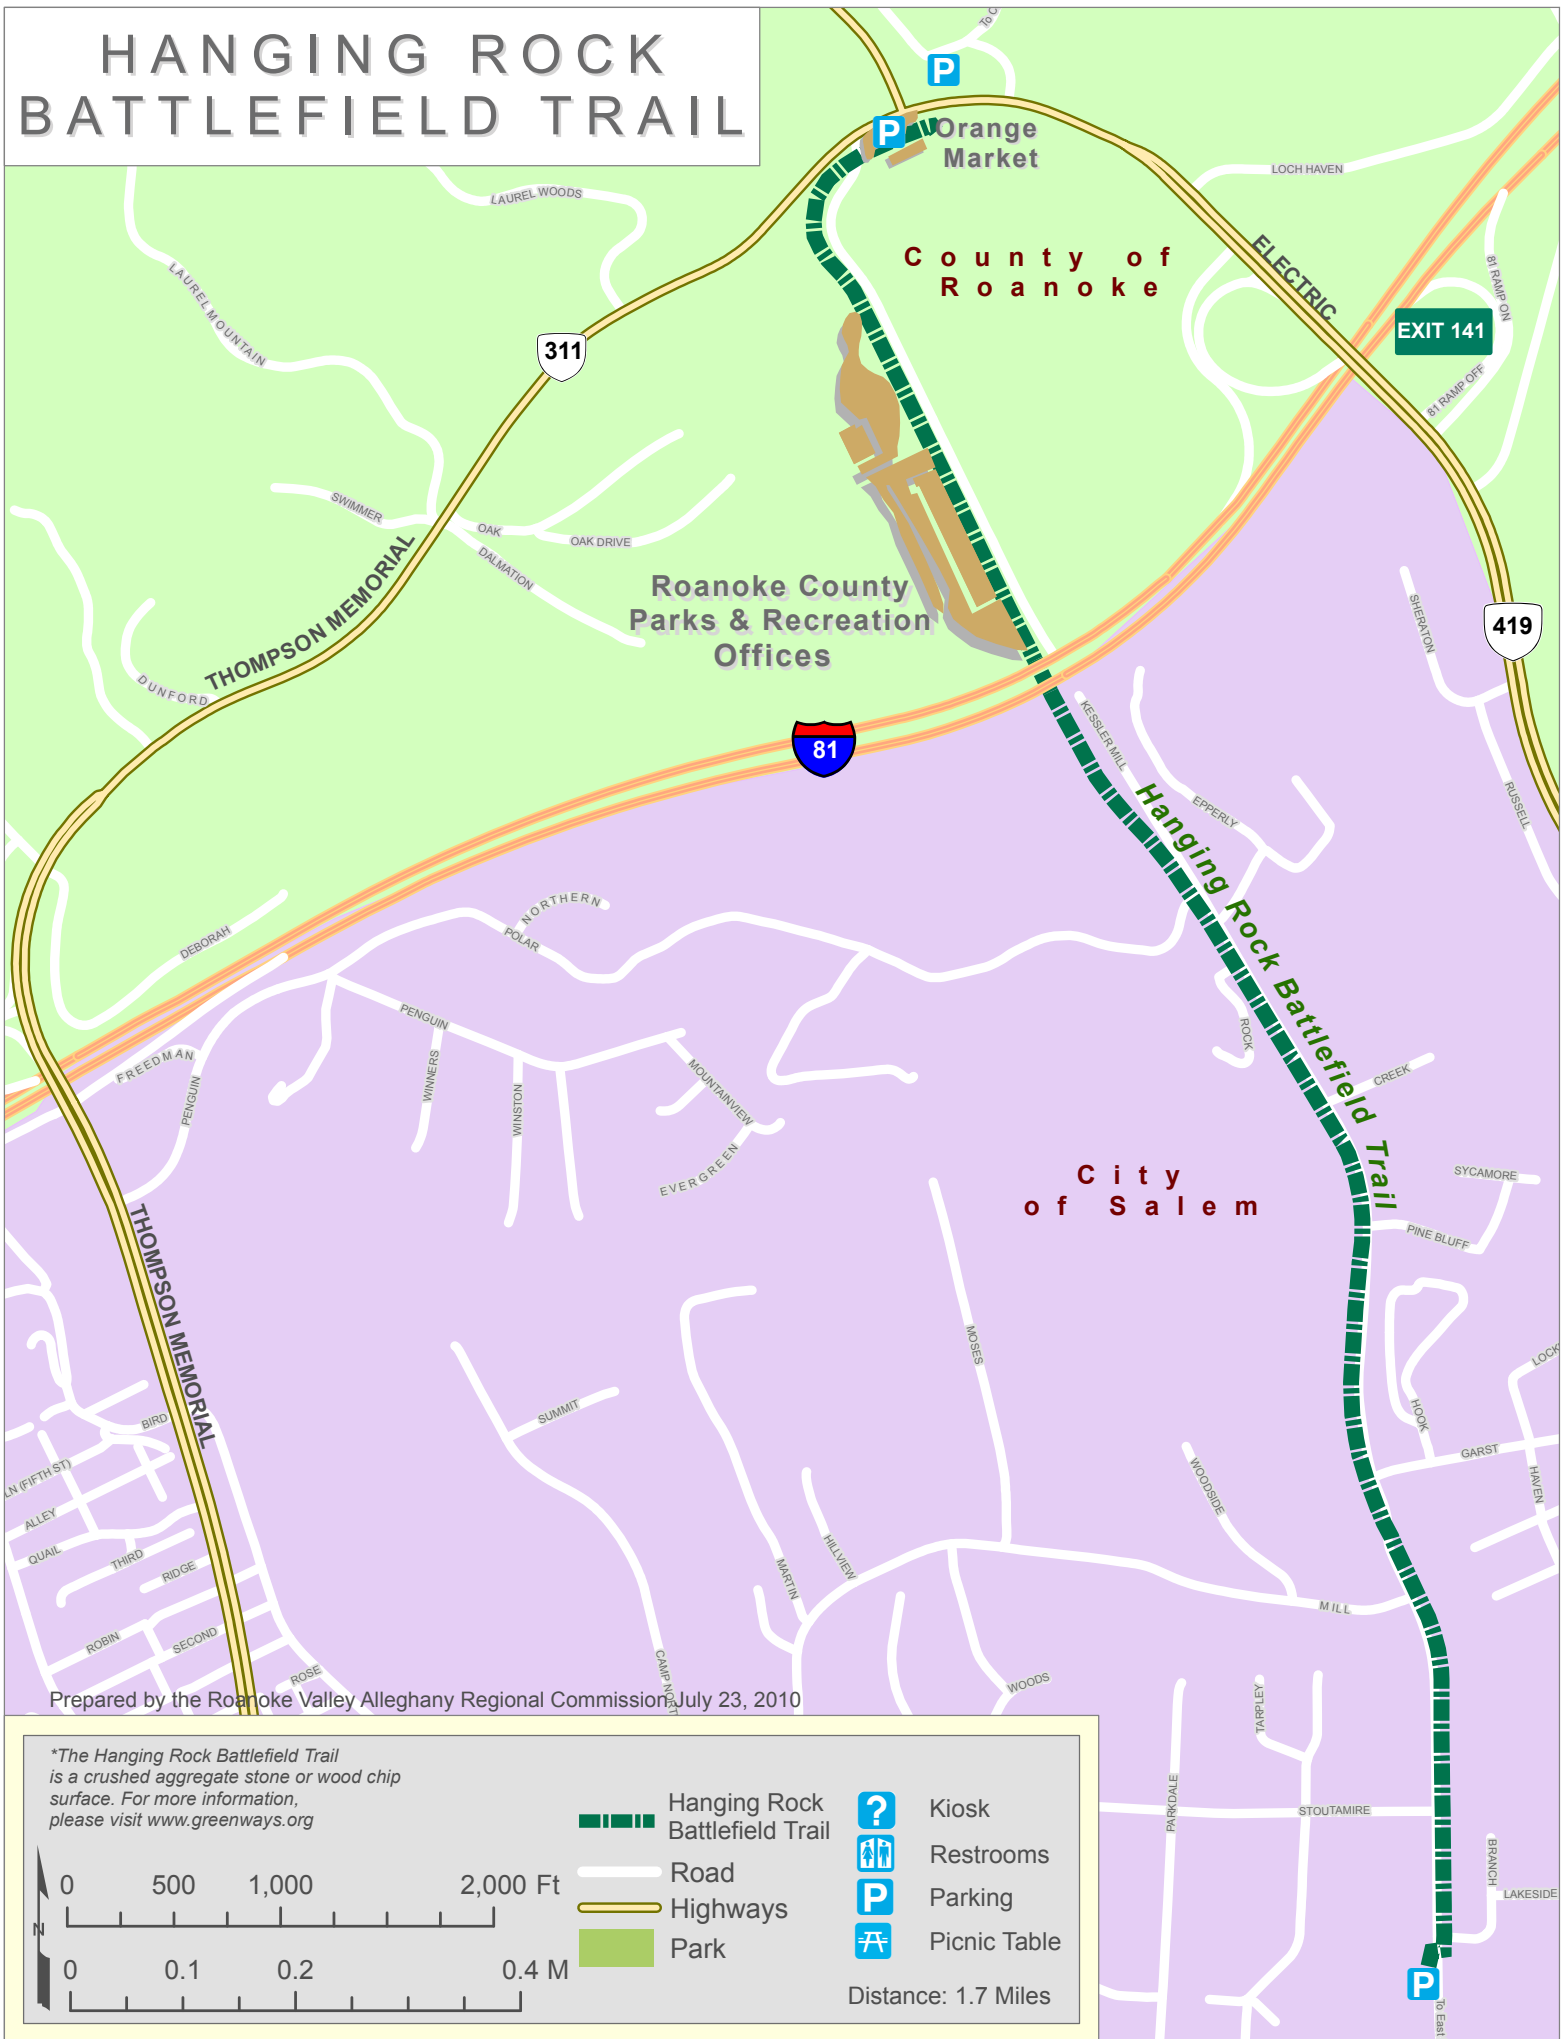 HANGING ROCK
BATTLEFIELD TRAIL
P
To C
P
Orange
Market
LOCH HAVEN
LAUREL WOODS
County of
Roanoke
ELECTRIC
81 RAMP ON
LAUREL MOUNTAIN
EXIT 141
311
81 RAMP OFF
SWIMMER
OAK
OAK DRIVE
DALMATION
THOMPSON MEMORIAL
Roanoke County
Parks & Recreation
Offices
SHERATON
419
DUNFORD
KESSLER MILL
81
EPPERLY
RUSSELL
Hanging Rock Battlefield Trail
NORTHERN
POLAR
DEBORAH
PENGUIN
ROCK
FREEDMAN
PENGUIN
WINNERS
WINSTON
MOUNTAINVIEW
CREEK
EVERGREEN
City
of Salem
SYCAMORE
PINE BLUFF
THOMPSON MEMORIAL
MOSES
LOCK
SUMMIT
HOOK
BIRD
GARST
LN (FIFTH ST)
WOODSIDE
HAVEN
ALLEY
QUAIL
THIRD
HILLVIEW
RIDGE
MARTIN
MILL
ROBIN
SECOND
ROSE
CAMP NORT
WOODS
TARPLEY
Prepared by the Roanoke Valley Alleghany Regional Commission July 23, 2010
*The Hanging Rock Battlefield Trail
is a crushed aggregate stone or wood chip
surface. For more information,
please visit www.greenways.org
Hanging Rock
Battlefield Trail
Road
Highways
Park
? Kiosk
Restrooms
P Parking
Picnic Table
Distance: 1.7 Miles
N
0 500 1,000 2,000 Ft
0 0.1 0.2 0.4 M
PARKDALE
STOUTAMIRE
BRANCH
LAKESIDE
P
To East